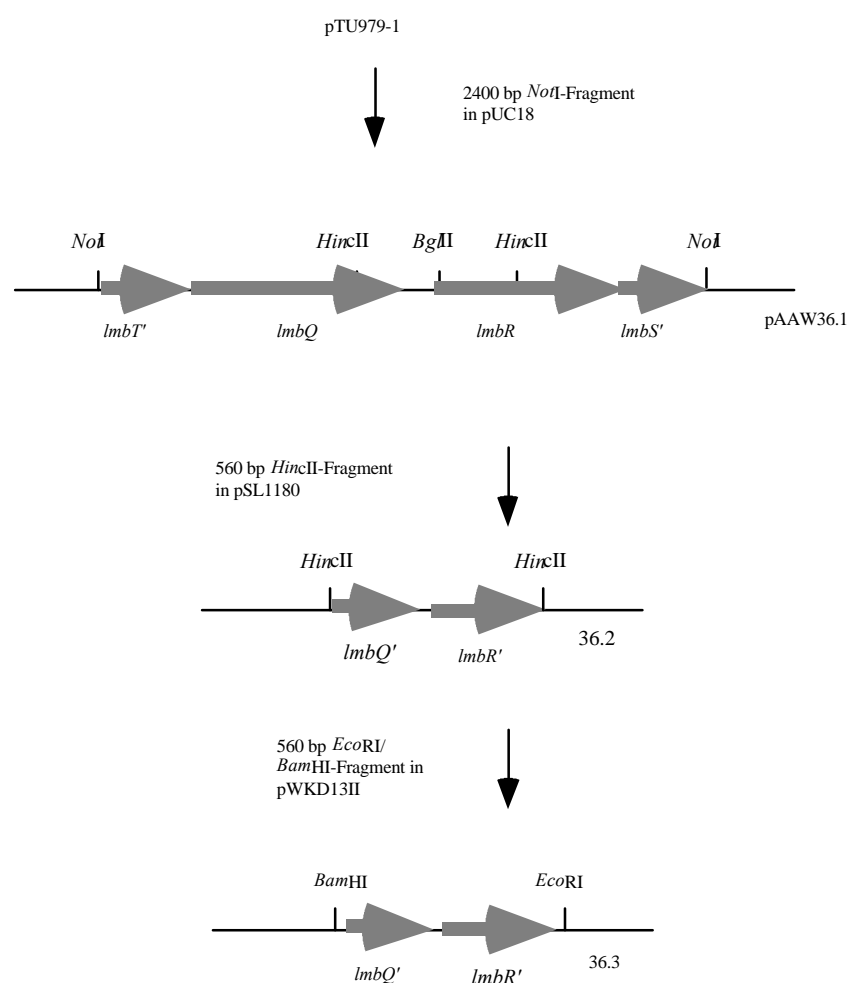 pTU979-1
2400 bp NotI-Fragment
in pUC18
NotI HincII BglII HincII NotI
lmbT' lmbQ lmbR lmbS'
pAAW36.1
560 bp HincII-Fragment
in pSL1180
HincII HincII
lmbQ' lmbR' 36.2
560 bp EcoRI/
BamHI-Fragment in
pWKD13II
BamHI EcoRI
lmbQ' lmbR' 36.3